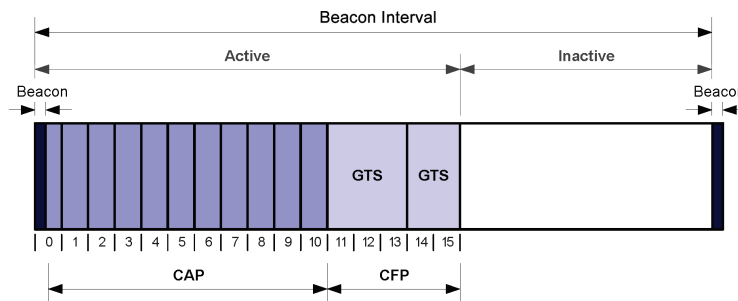 Beacon Interval
Active Inactive
Beacon Beacon
GTS GTS
0 1 2 3 4 5 6 7 8 9 10 11 12 13 14 15
CAP CFP